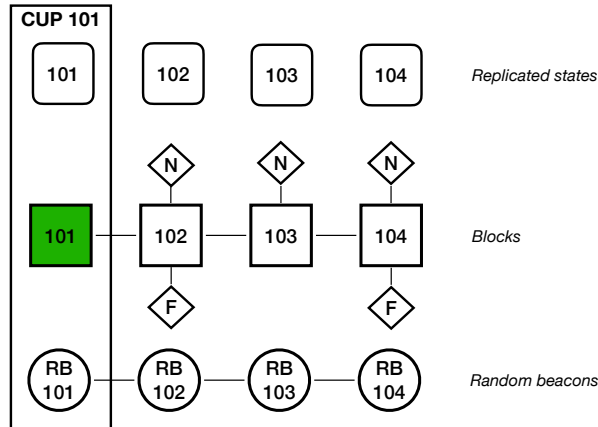 CUP 101
101 102 103 104 Replicated states
N N N
101 102 103 104 Blocks
F F
RB RB RB RB
101 102 103 104
Random beacons